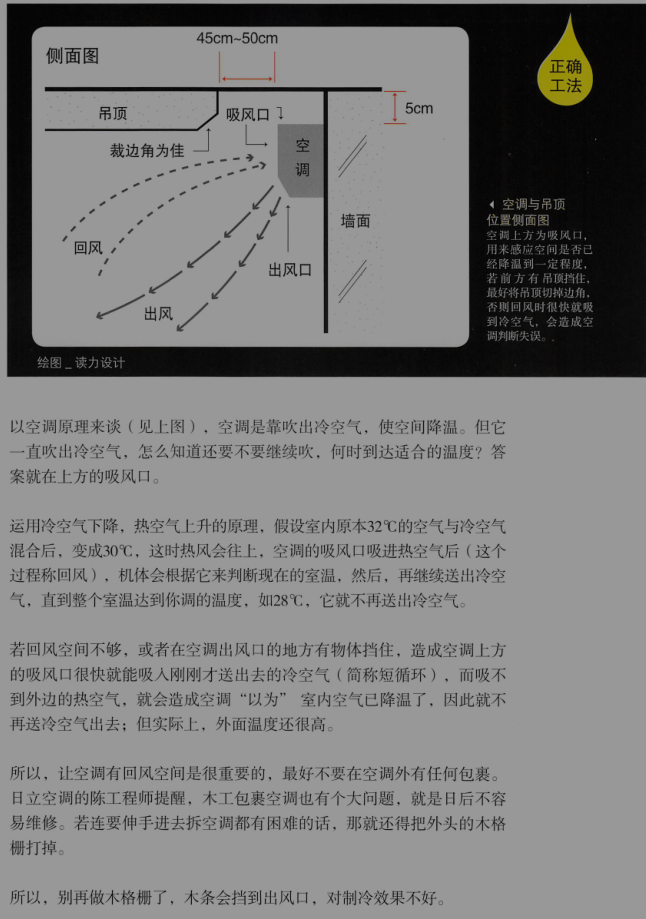 45cm~50cm
侧面图
正确
工法
5cm
吊顶
吸风口
空
调
裁边角为佳
墙面
回风
出风口
出风
空调与吊顶
位置侧面图
空调上方为吸风口，
用来感应空间是否已
经降温到一定程度，
若前方有吊顶挡住，
最好将吊顶切掉边角，
否则回风时很快就吸
到冷空气，会造成空
调判断失误。
绘图_读力设计
以空调原理来谈（见上图），空调是靠吹出冷空气，使空间降温。但它
一直吹出冷空气，怎么知道还要不要继续吹，何时到达适合的温度？答
案就在上方的吸风口。
运用冷空气下降，热空气上升的原理，假设室内原本32℃的空气与冷空气
混合后，变成30℃，这时热风会往上，空调的吸风口吸进热空气后（这个
过程称回风），机体会根据它来判断现在的室温，然后，再继续送出冷空
气，直到整个室温达到你调的温度，如28℃，它就不再送出冷空气。
若回风空间不够，或者在空调出风口的地方有物体挡住，造成空调上方
的吸风口很快就能吸入刚刚才送出去的冷空气（简称短循环），而吸不
到外边的热空气，就会造成空调“以为” 室内空气已降温了，因此就不
再送冷空气出去；但实际上，外面温度还很高。
所以，让空调有回风空间是很重要的，最好不要在空调外有任何包裹。
日立空调的陈工程师提醒，木工包裹空调也有个大问题，就是日后不容
易维修。若连要伸手进去拆空调都有困难的话，那就还得把外头的木格
栅打掉。
所以，别再做木格栅了，木条会挡到出风口，对制冷效果不好。